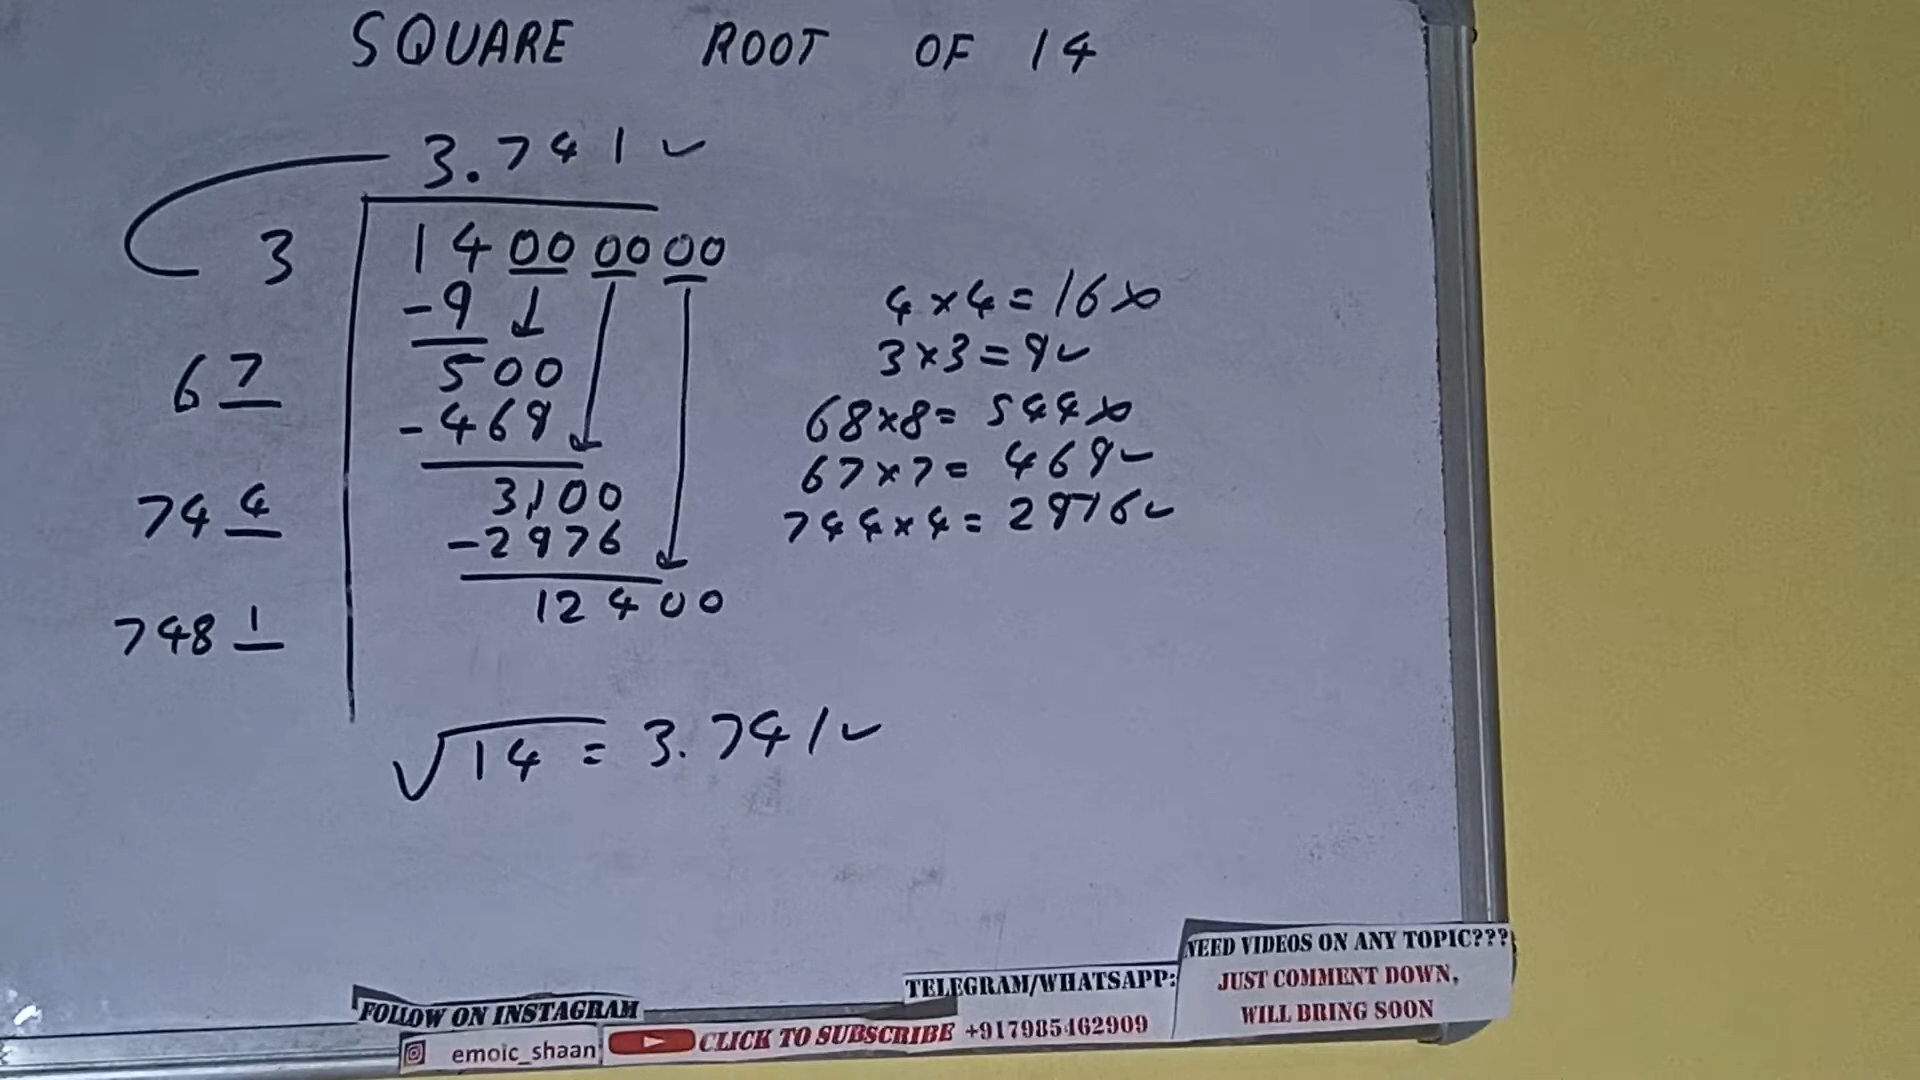 SQUARE ROOT OF 14
3.741 ✓
3 14 00 00 00
-9
67 500
-469
744 3,100
-2976
12400
7481
4×4=16 ×
3×3=9 ✓
68×8= 544 ×
67×7= 469 ✓
744×4= 2976 ✓
√14 = 3.741 ✓
NEED VIDEOS ON ANY TOPIC???
JUST COMMENT DOWN,
WILL BRING SOON
TELEGRAM/WHATSAPP:
+917985462909
FOLLOW ON INSTAGRAM
emoic_shaan
CLICK TO SUBSCRIBE